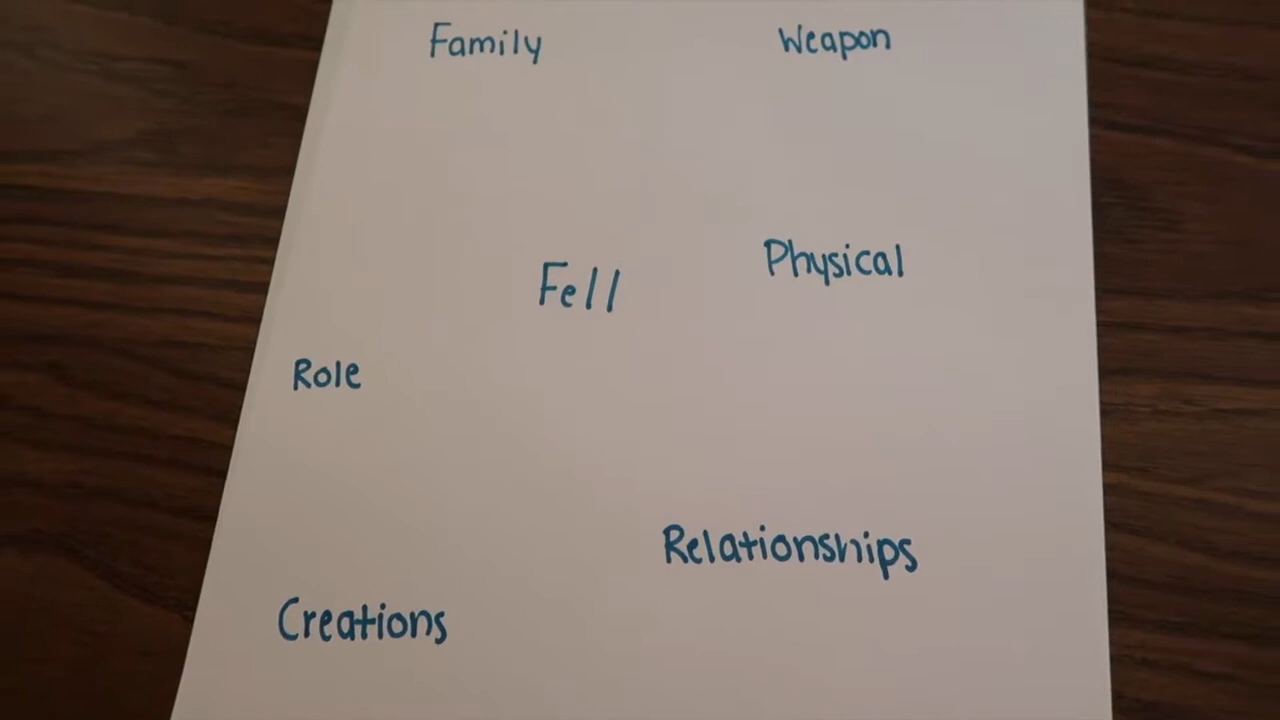 Family
Weapon
Fell
Physical
Role
Relationships
Creations